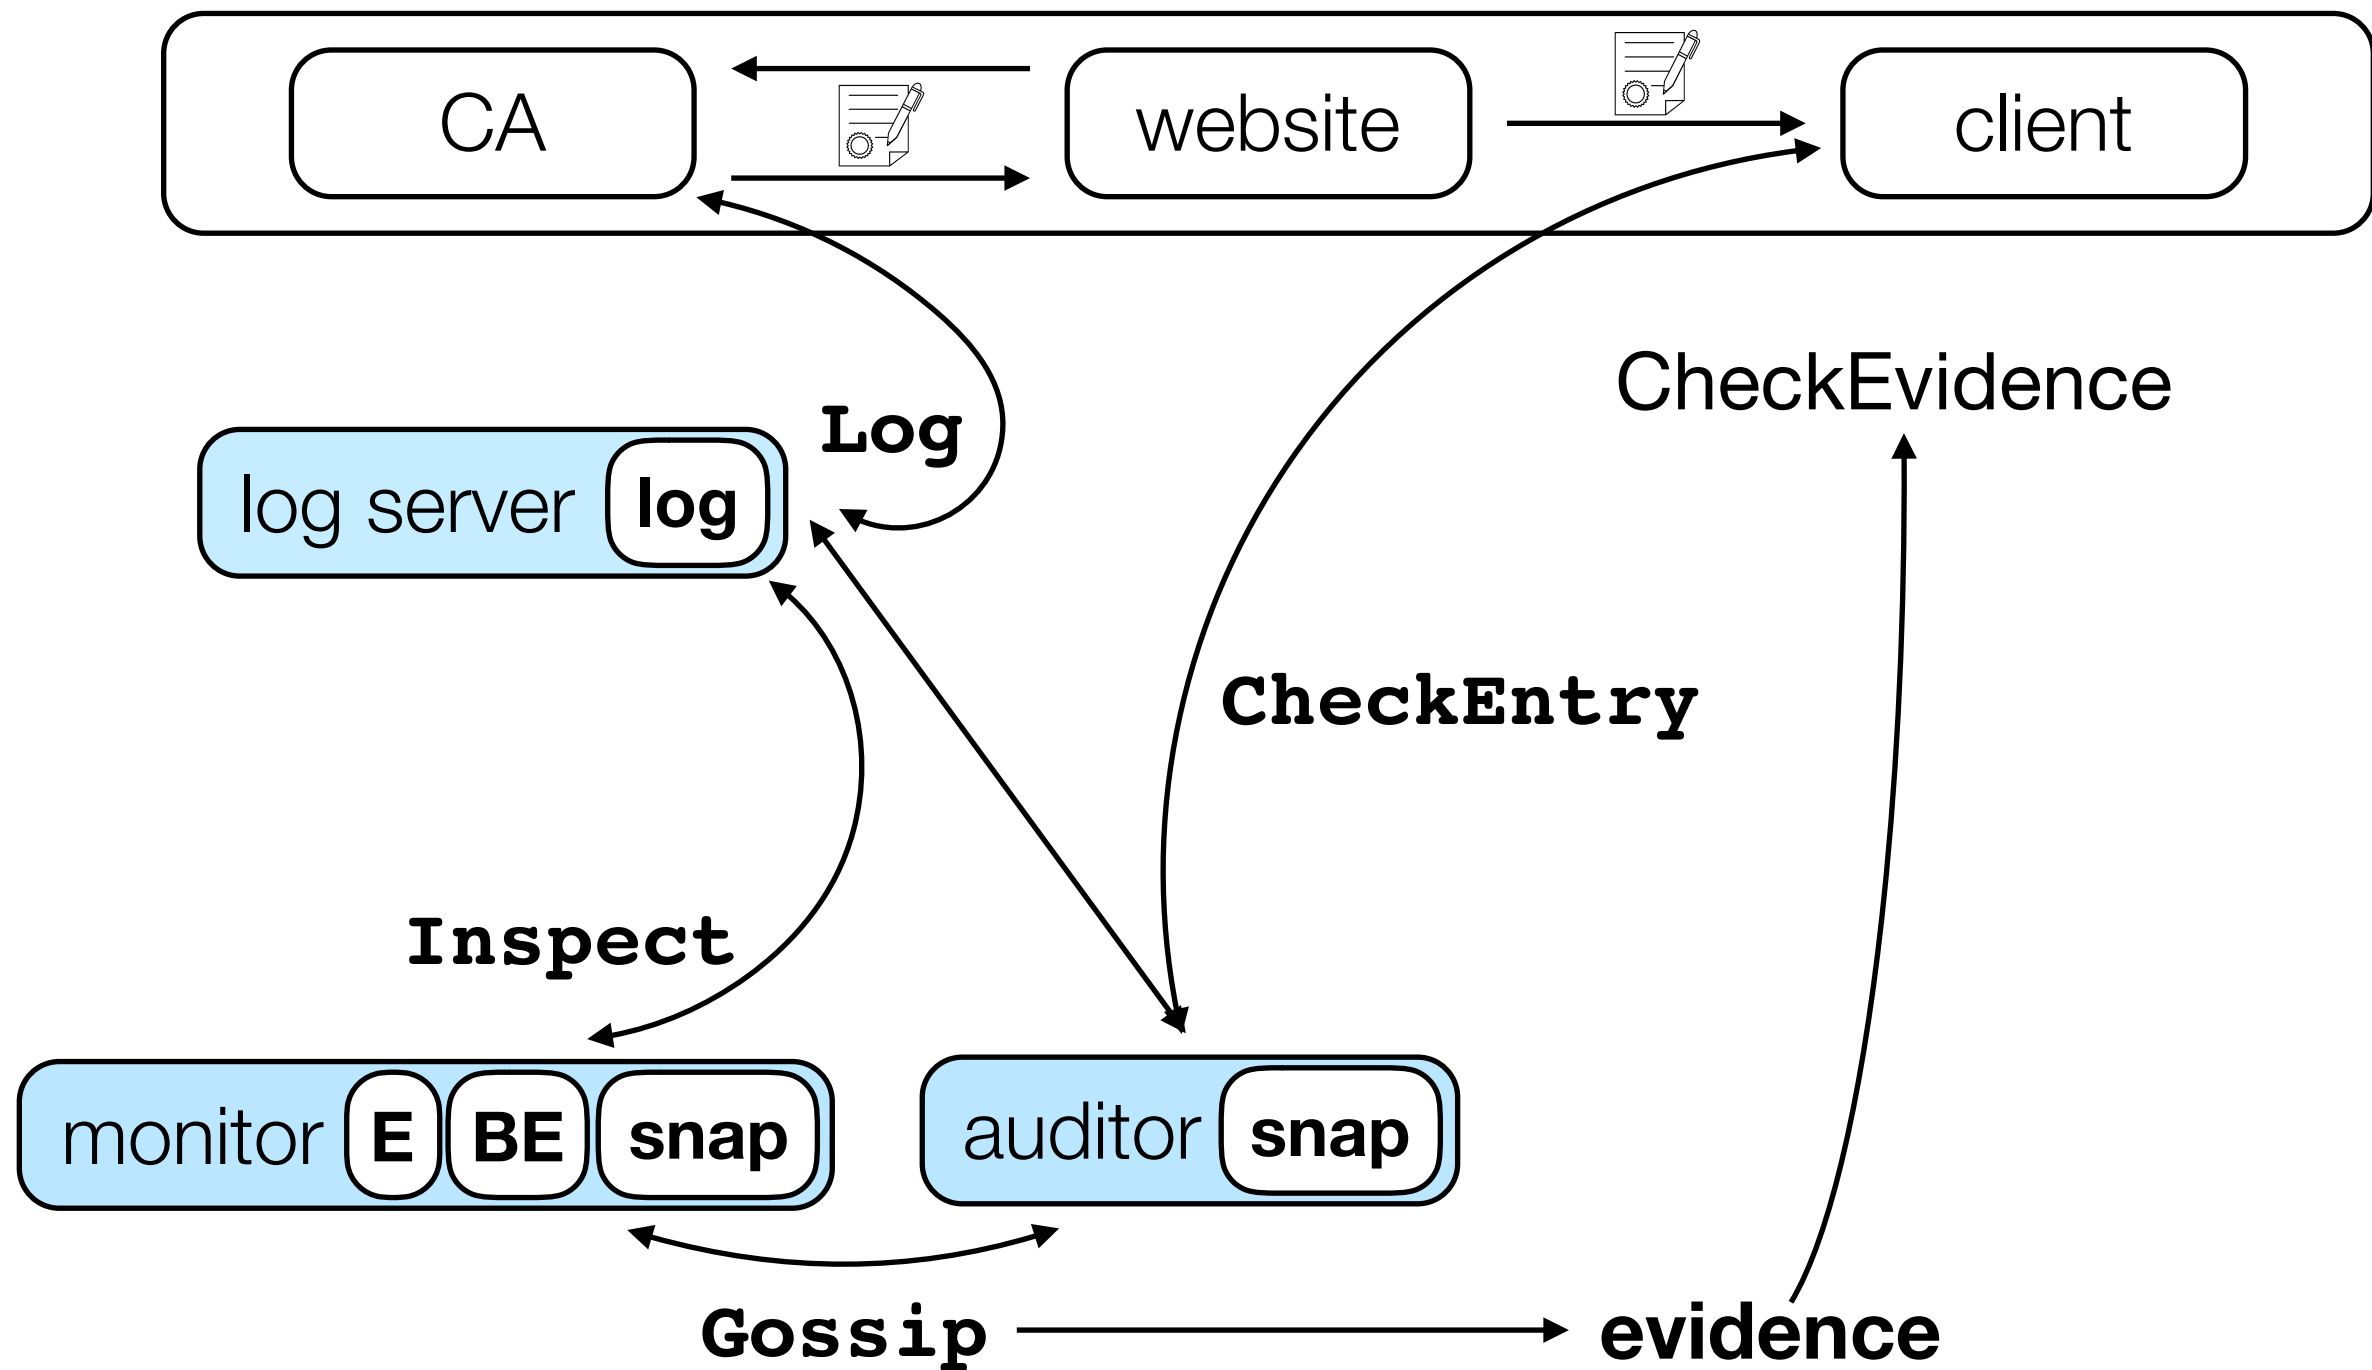 CA
website
client
CheckEvidence
Log
log server log
CheckEntry
Inspect
monitor E BE snap
auditor snap
Gossip
evidence